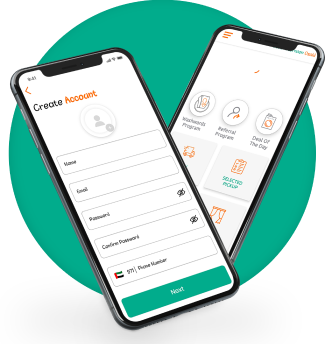 9:41
Create Account
Name
Email
Password
Confirm Password
971
Phone Number
Next
Washwards
Program
Referral
Program
Deal Of
The Day
SELECTED
PICKUP